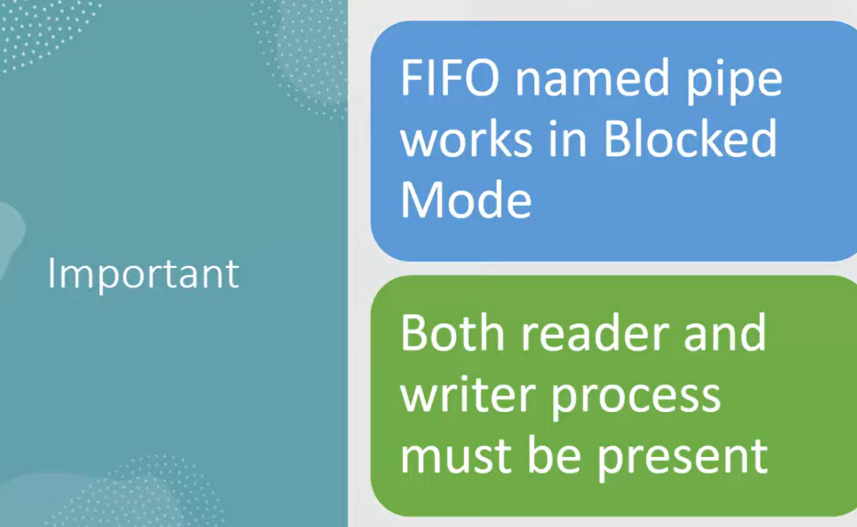 Important
FIFO named pipe
works in Blocked
Mode
Both reader and
writer process
must be present